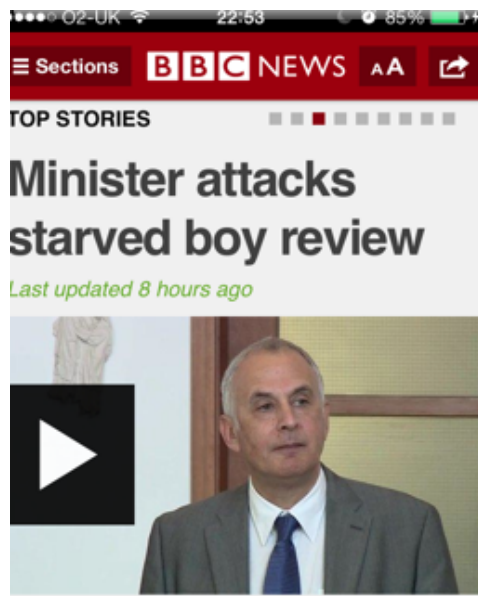 O2-UK 22:53 85%
Sections BBC NEWS AA
TOP STORIES
Minister attacks
starved boy review
Last updated 8 hours ago